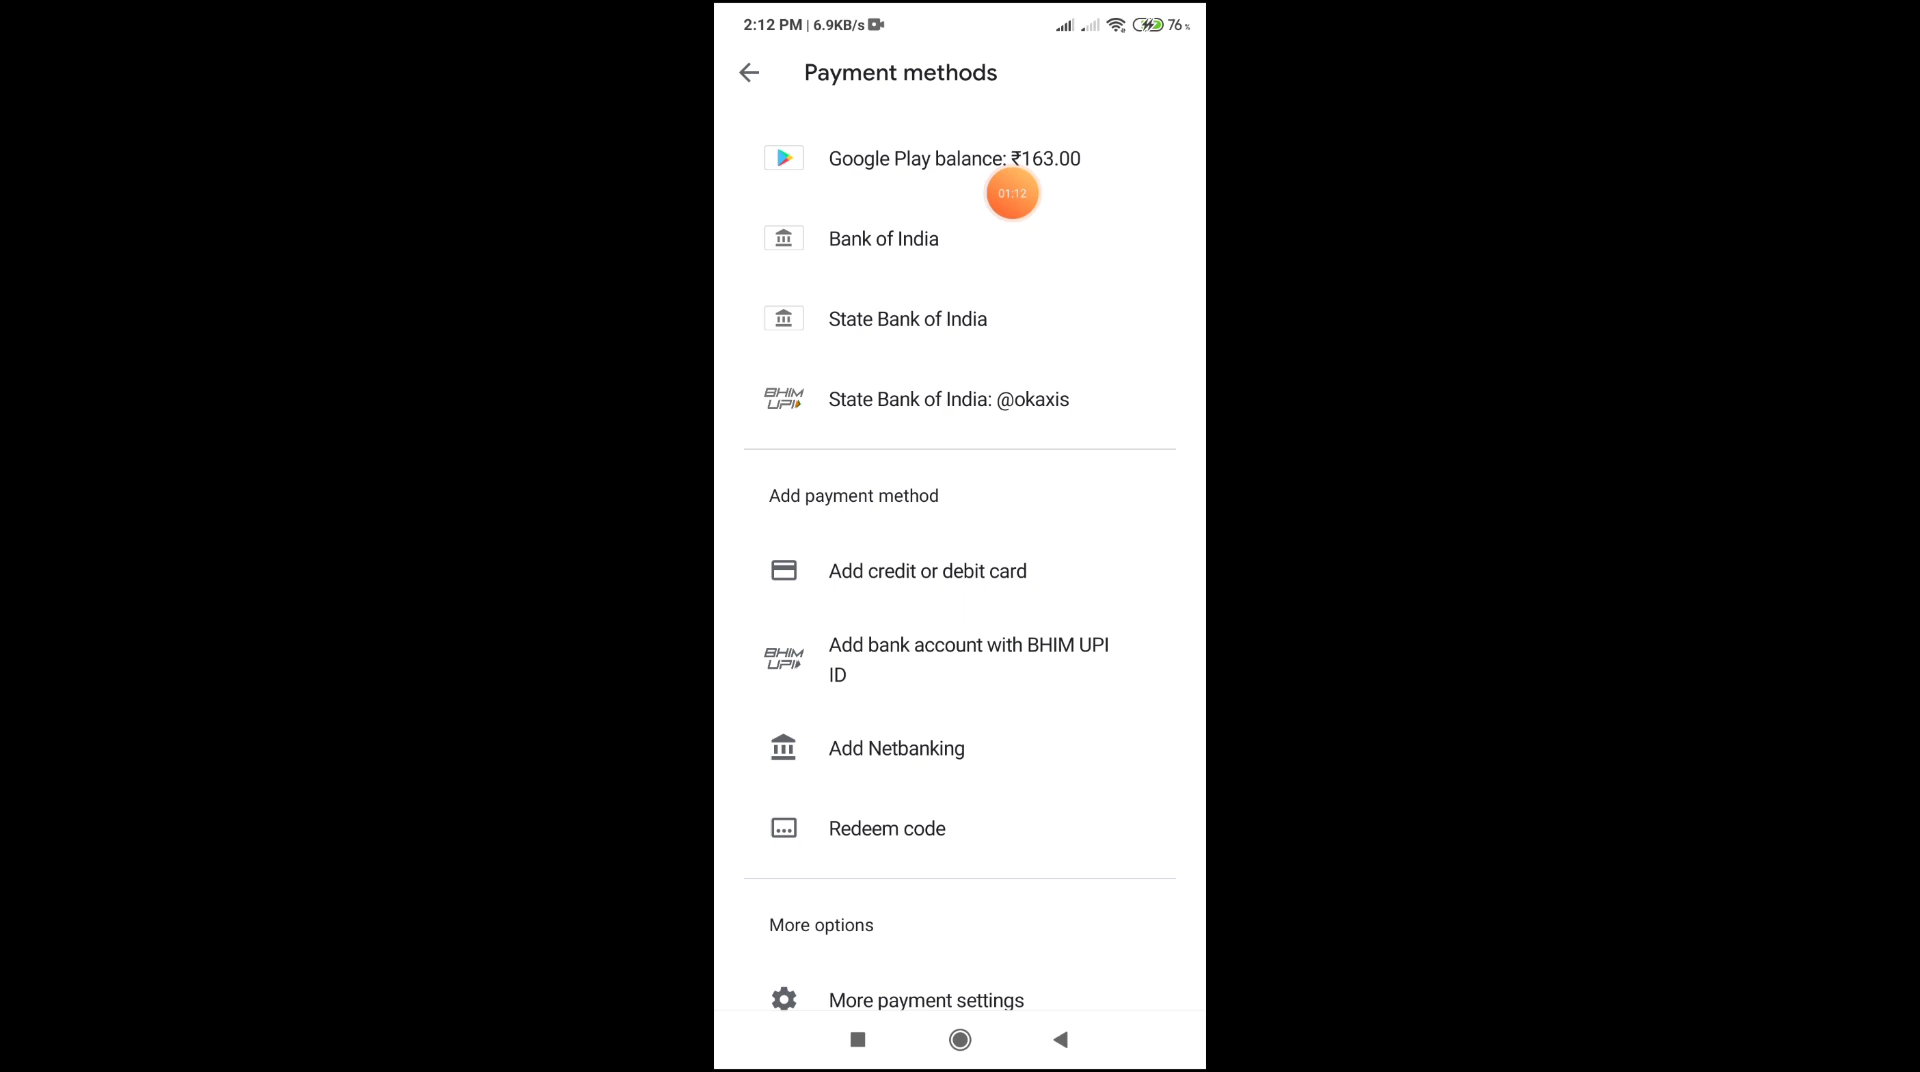 2:12 PM | 6.9KB/s 76 %
Payment methods
Google Play balance: ₹163.00
01:12
Bank of India
State Bank of India
BHIM UPI State Bank of India: @okaxis
Add payment method
Add credit or debit card
BHIM UPI Add bank account with BHIM UPI
ID
Add Netbanking
Redeem code
More options
More payment settings